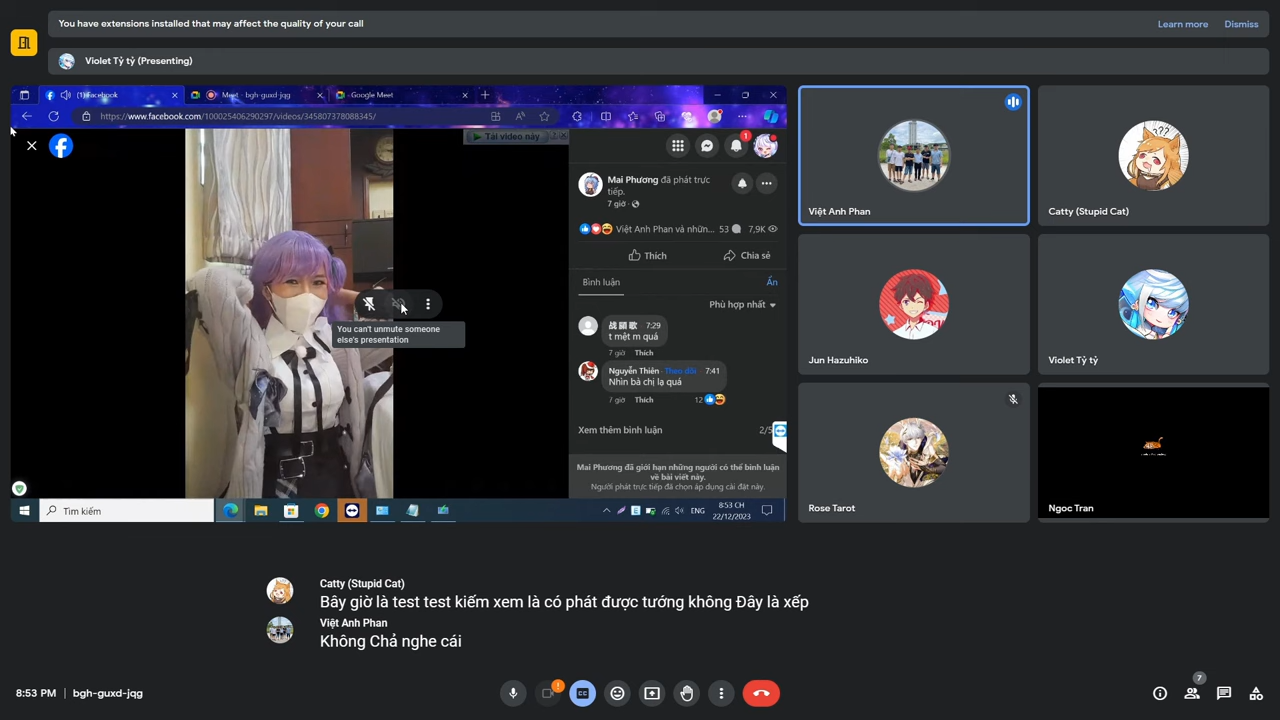 You have extensions installed that may affect the quality of your call
Learn more
Dismiss
Violet Tỷ tỷ (Presenting)
Facebook
Meet - bgh-guxd-jqg
Google Meet
https://www.facebook.com/100025406290297/videos/345807378088345/
Tải video này
1
Mai Phương đã phát trực
tiếp.
7 giờ
Việt Anh Phan và nhữn...
53
7,9K
Thích
Chia sẻ
Bình luận
Ẩn
Phù hợp nhất
7:29
t mệt m quá
7 giờ Thích
Nguyễn Thiên · Theo dõi · 7:41
Nhìn bà chị lạ quá
7 giờ Thích
12
Xem thêm bình luận
Mai Phương đã giới hạn những người có thể bình luận
về bài viết này.
Người phát trực tiếp đã chọn áp dụng cài đặt này.
You can't unmute someone
else's presentation
Tìm kiếm
ENG
8:53 CH
22/12/2023
Việt Anh Phan
???
Catty (Stupid Cat)
Jun Hazuhiko
Violet Tỷ tỷ
Rose Tarot
Ngoc Tran
Catty (Stupid Cat)
Bây giờ là test test kiếm xem là có phát được tướng không Đây là xếp
Việt Anh Phan
Không Chả nghe cái
8:53 PM
bgh-guxd-jqg
CC
7